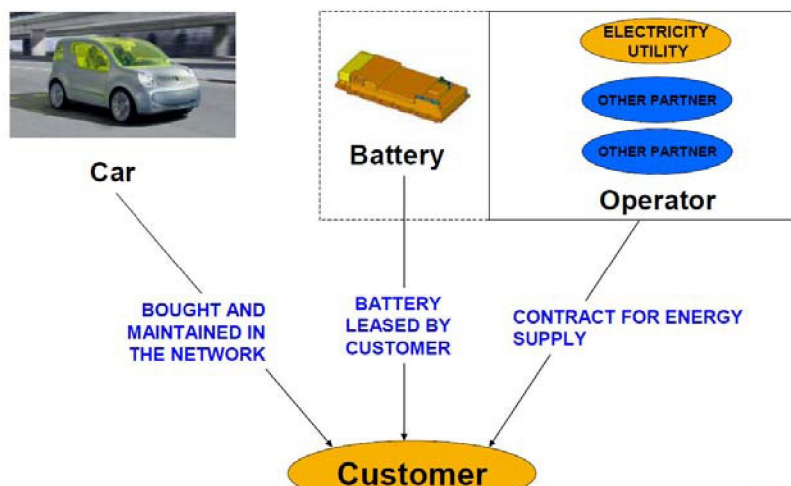 ELECTRICITY
UTILITY
OTHER PARTNER
OTHER PARTNER
Car
Battery
Operator
BOUGHT AND
MAINTAINED IN
THE NETWORK
BATTERY
LEASED BY
CUSTOMER
CONTRACT FOR ENERGY
SUPPLY
Customer